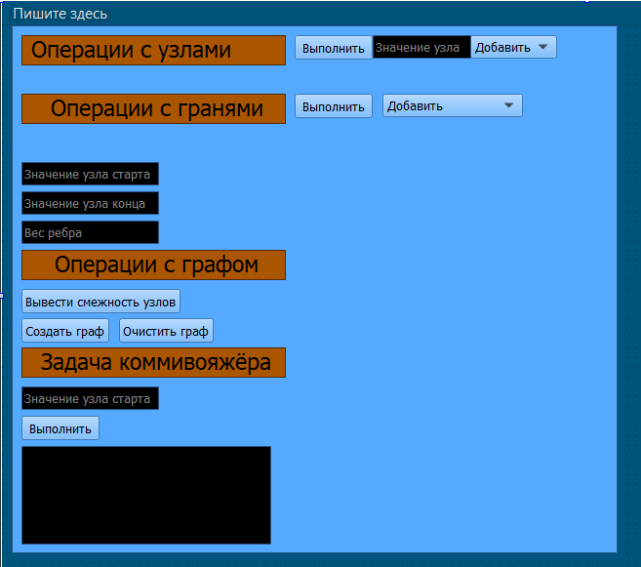 Пишите здесь
Операции с узлами
Выполнить Значение узла Добавить
Операции с гранями
Выполнить Добавить
Значение узла старта
Значение узла конца
Вес ребра
Операции с графом
Вывести смежность узлов
Создать граф Очистить граф
Задача коммивояжёра
Значение узла старта
Выполнить